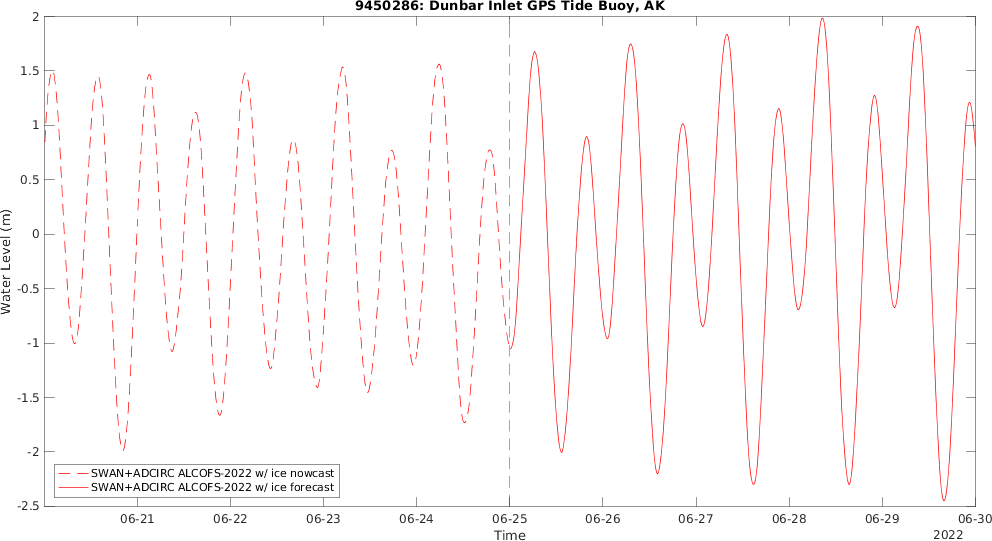 9450286: Dunbar Inlet GPS Tide Buoy, AK
Water Level (m)
2
1.5
1
0.5
0
-0.5
-1
-1.5
-2
-2.5
SWAN+ADCIRC ALCOFS-2022 w/ ice nowcast
SWAN+ADCIRC ALCOFS-2022 w/ ice forecast
06-21 06-22 06-23 06-24 06-25 06-26 06-27 06-28 06-29 06-30
Time
2022